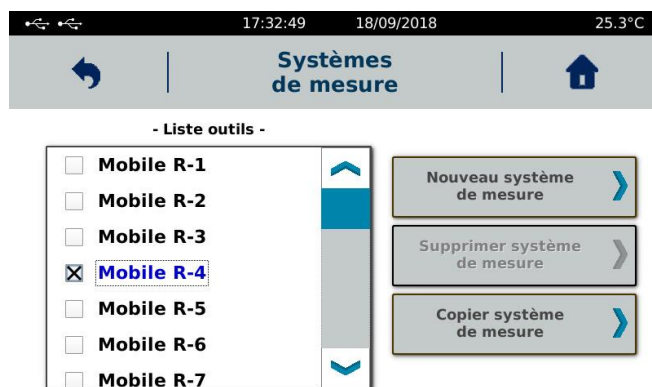 17:32:49 18/09/2018 25.3°C
Systèmes
de mesure
- Liste outils -
Mobile R-1
Mobile R-2
Mobile R-3
Mobile R-4
Mobile R-5
Mobile R-6
Mobile R-7
Nouveau système
de mesure
Supprimer système
de mesure
Copier système
de mesure